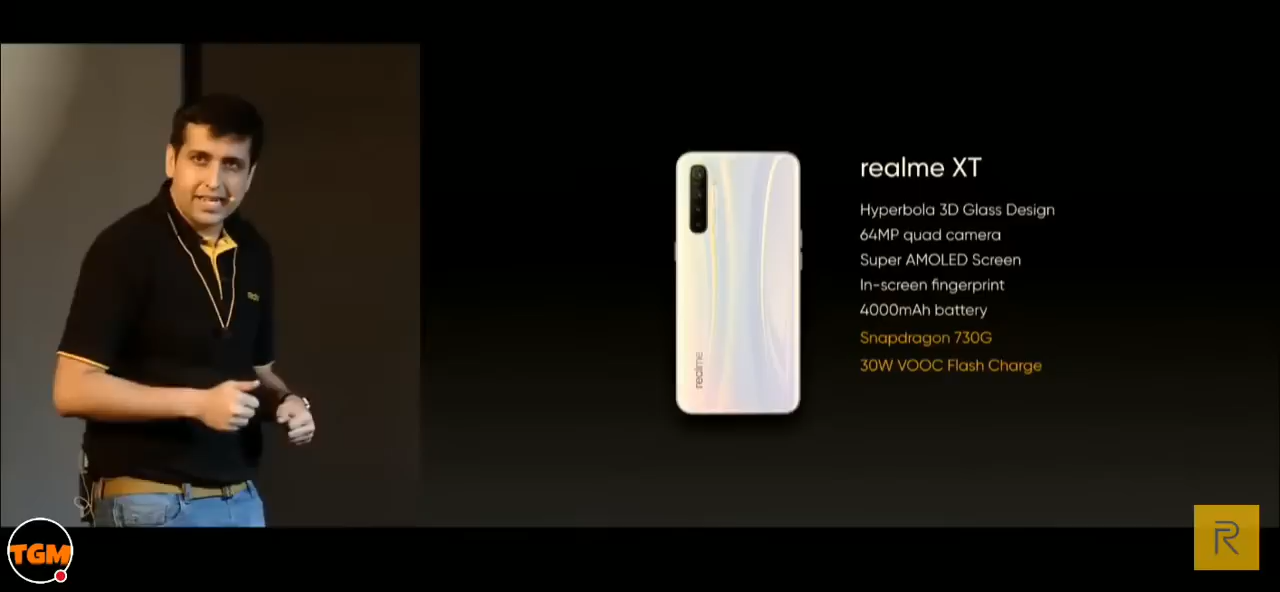 realme XT
Hyperbola 3D Glass Design
64MP quad camera
Super AMOLED Screen
In-screen fingerprint
4000mAh battery
Snapdragon 730G
30W VOOC Flash Charge
realme
TGM
R